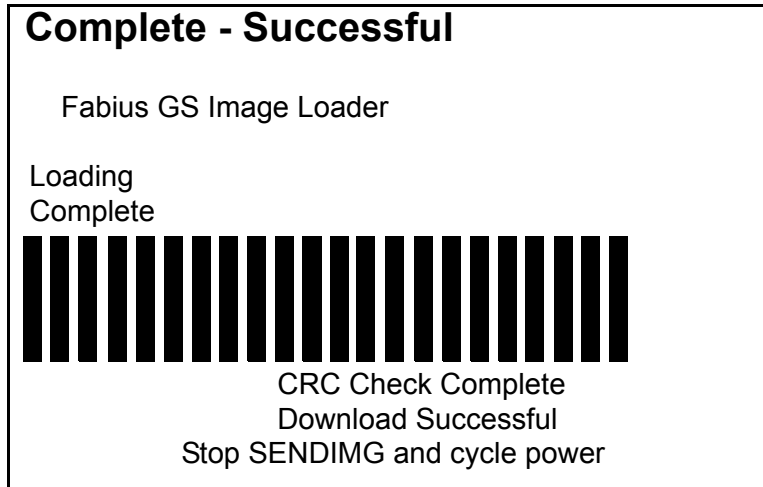 Complete - Successful
Fabius GS Image Loader
Loading
Complete
CRC Check Complete
Download Successful
Stop SENDIMG and cycle power